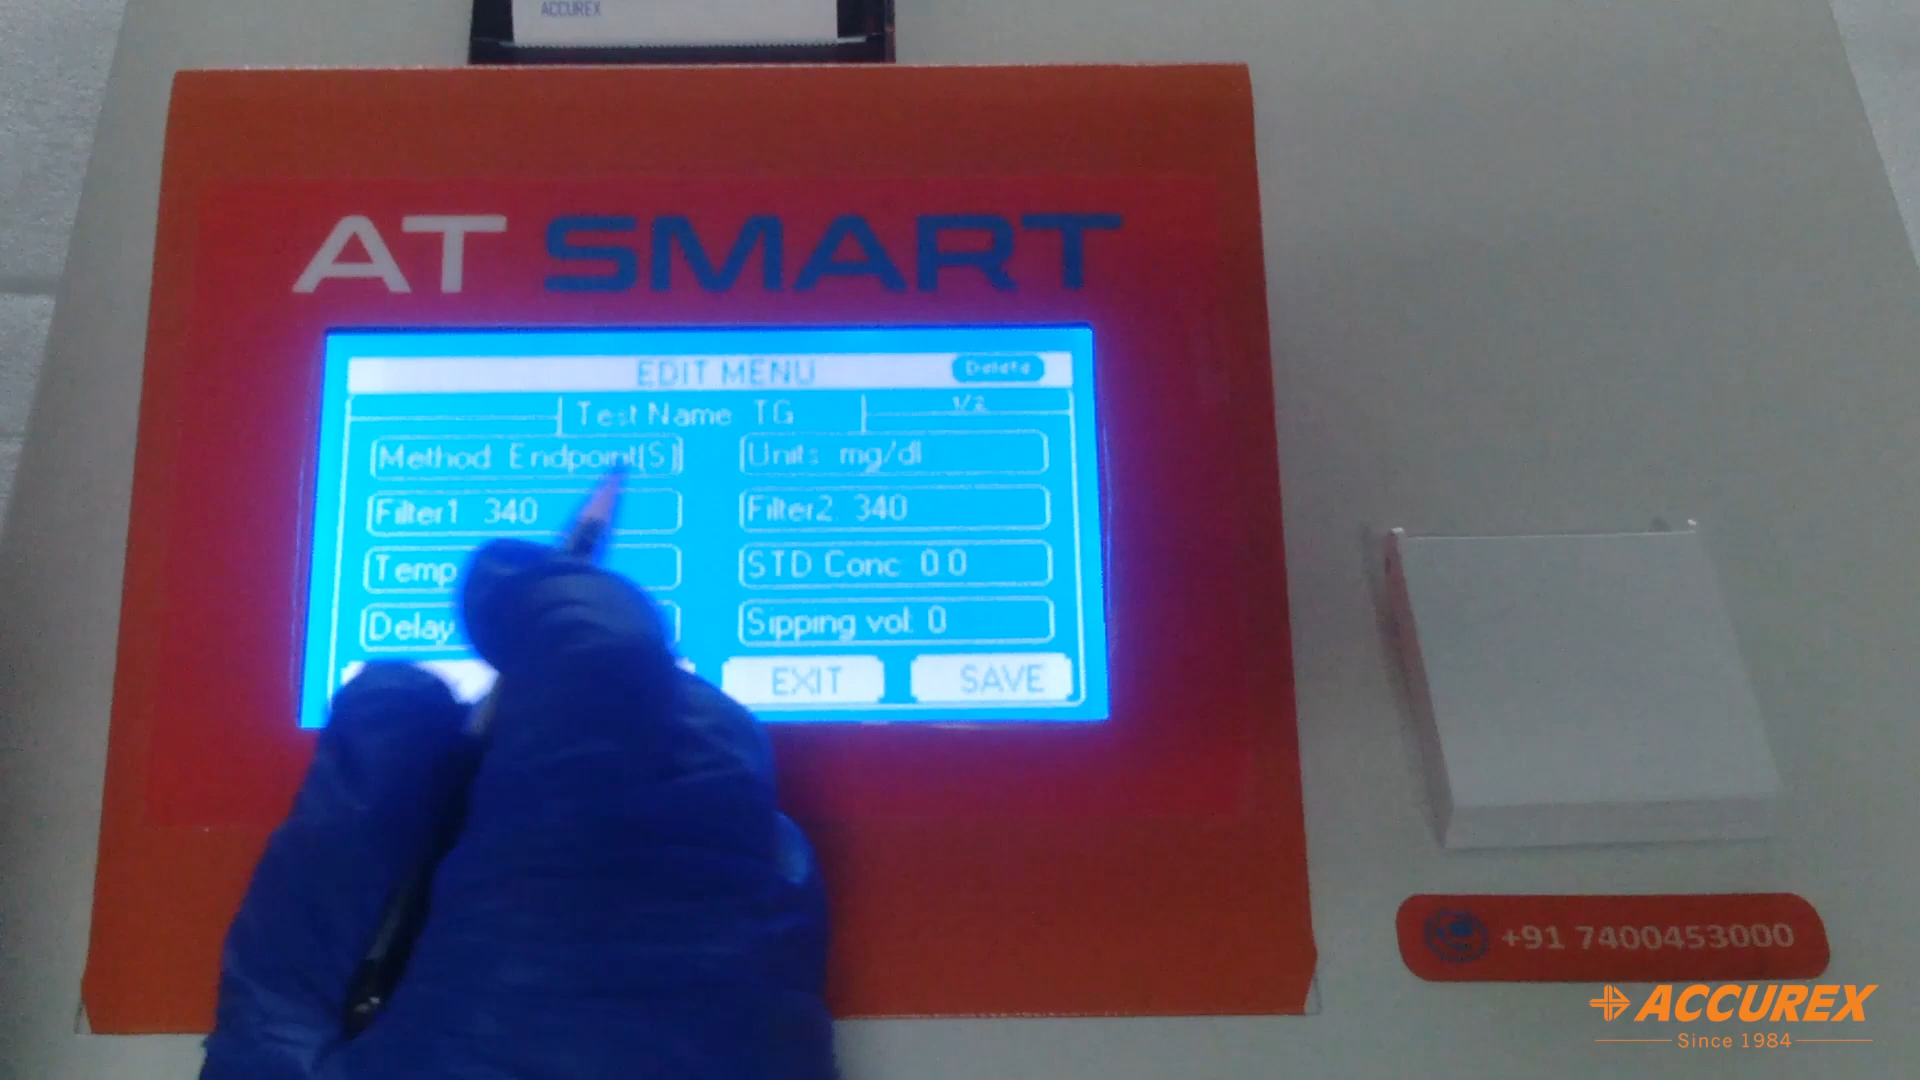 ACCUREX
AT SMART
EDIT MENU
Delete
Test Name TG
1/2
Method Endpoint(S)
Units mg/dl
Filter1 340
Filter2 340
Temp
STD Conc 0.0
Delay
Sipping vol: 0
EXIT
SAVE
+91 7400453000
ACCUREX
Since 1984